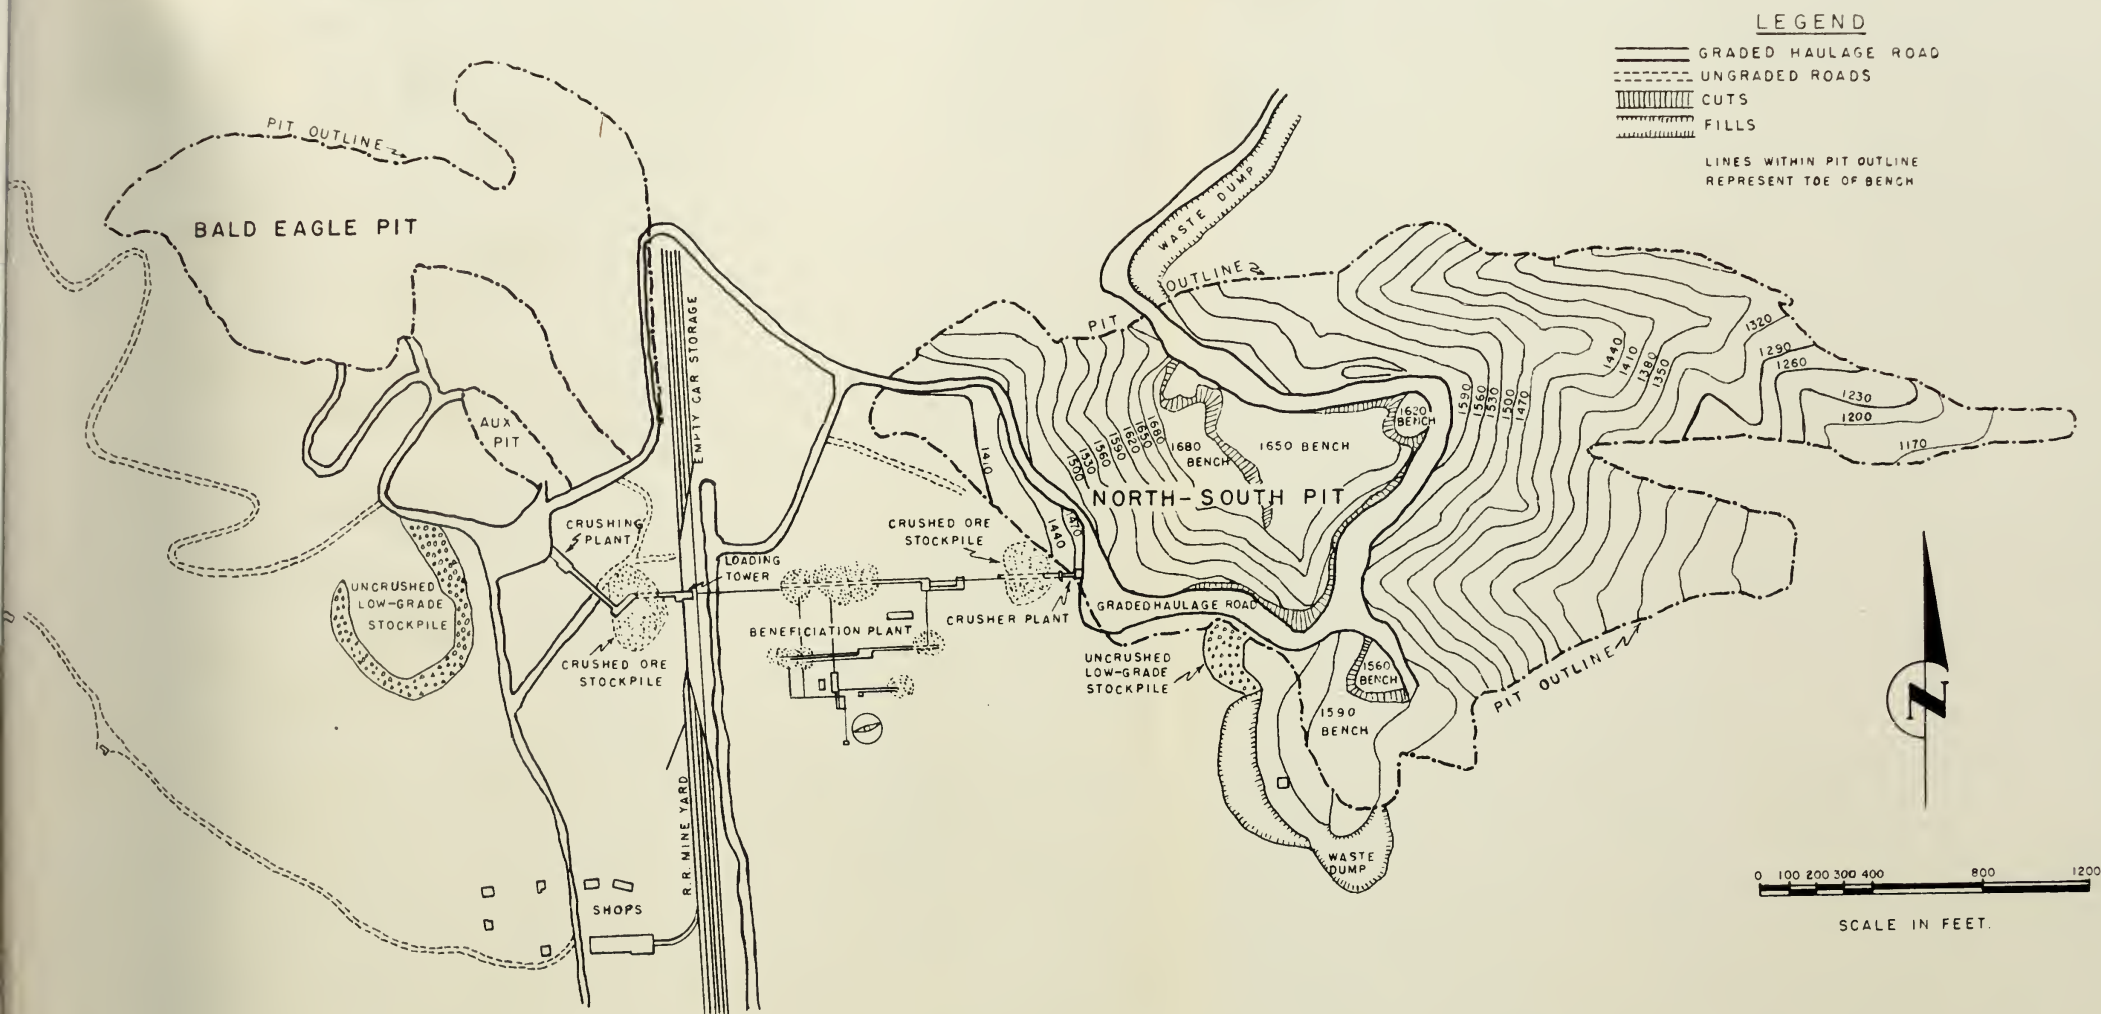 LEGEND
GRADED HAULAGE ROAD
UNGRADED ROADS
CUTS
FILLS
LINES WITHIN PIT OUTLINE
REPRESENT TOE OF BENCH
PIT OUTLINE
BALD EAGLE PIT
AUX
PIT
EMPTY CAR STORAGE
WASTE DUMP
PIT OUTLINE
1320
1290
1260
1230
1200
1170
1440
1410
1380
1350
1590
1560
1530
1500
1470
1620
BENCH
1650 BENCH
1680
BENCH
1680
1650
1620
1590
1560
1530
1500
1410
1470
1440
NORTH-SOUTH PIT
CRUSHING
PLANT
CRUSHED ORE
STOCKPILE
LOADING
TOWER
UNCRUSHED
LOW-GRADE
STOCKPILE
GRADED HAULAGE ROAD
CRUSHER PLANT
BENEFICIATION PLANT
CRUSHED ORE
STOCKPILE
UNCRUSHED
LOW-GRADE
STOCKPILE
1560
BENCH
1590
BENCH
PIT OUTLINE
N
R.R. MINE YARD
WASTE
DUMP
SHOPS
0 100 200 300 400 800 1200
SCALE IN FEET.